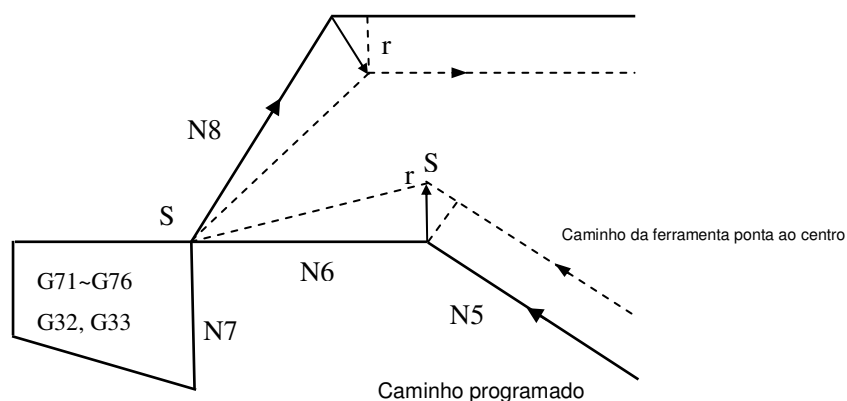 r
N8
S
r
S
Caminho da ferramenta ponta ao centro
G71~G76
G32, G33
N7
N6
N5
Caminho programado